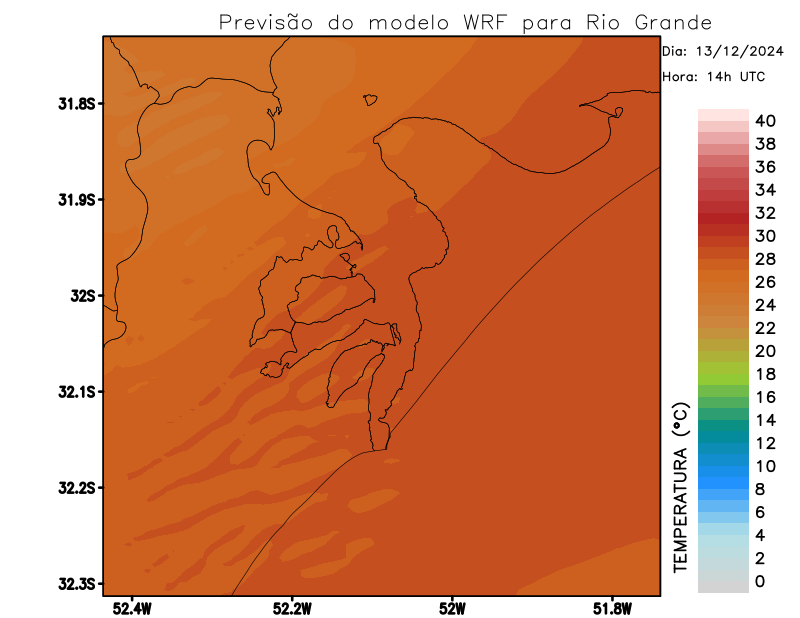 Previsão do modelo WRF para Rio Grande
Dia: 13/12/2024
Hora: 14h UTC
31.8S
31.9S
32S
32.1S
32.2S
32.3S
52.4W
52.2W
52W
51.8W
TEMPERATURA (°C)
40
38
36
34
32
30
28
26
24
22
20
18
16
14
12
10
8
6
4
2
0